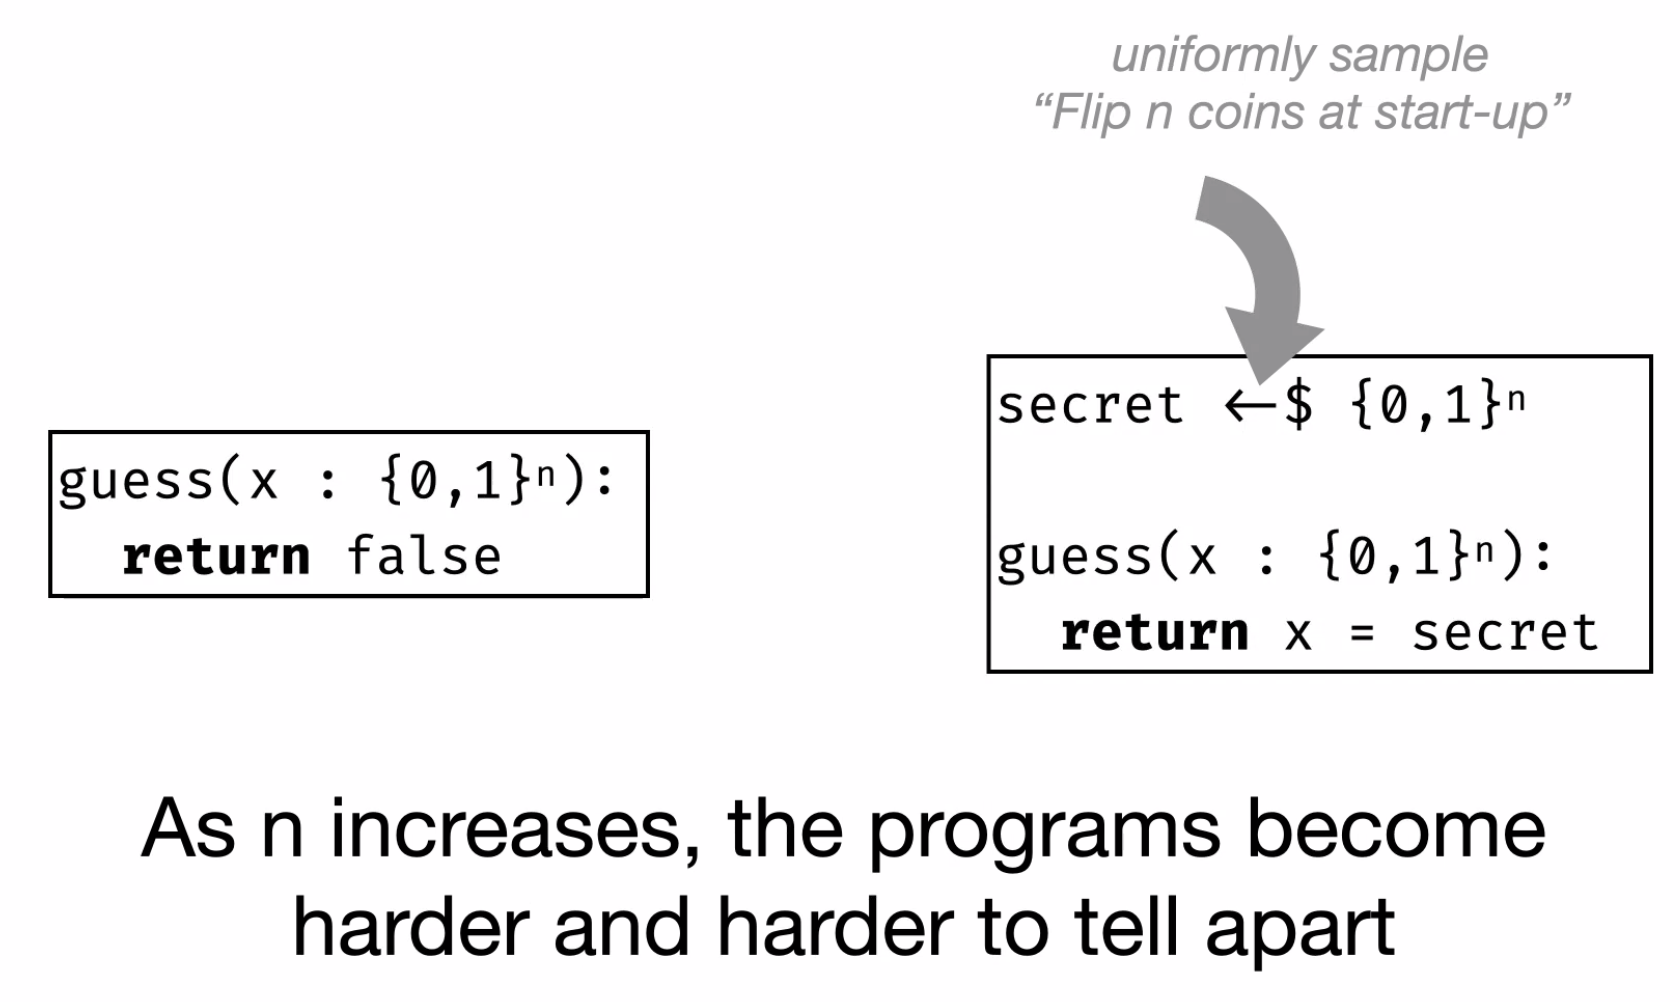 uniformly sample
“Flip n coins at start-up”
secret ←$ {0,1}ⁿ
guess(x : {0,1}ⁿ):
return x = secret
guess(x : {0,1}ⁿ):
return false
As n increases, the programs become
harder and harder to tell apart